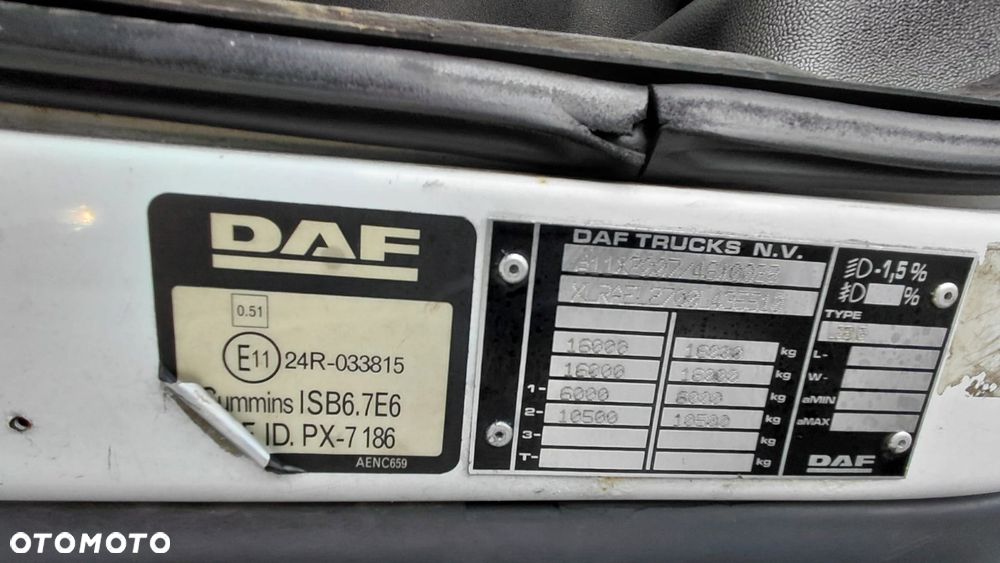 DAF
0.51
E11 24R-033815
Cummins ISB6.7E6
E ID. PX-7 186
AENC659
DAF TRUCKS N.V.
16000 16000 kg
16000 16000 kg
1- 6000 6000 kg
2- 10500 10500 kg
3- kg
T- kg
D -1,5%
D %
TYPE
L-
W-
aMIN
aMAX
DAF
OTOMOTO